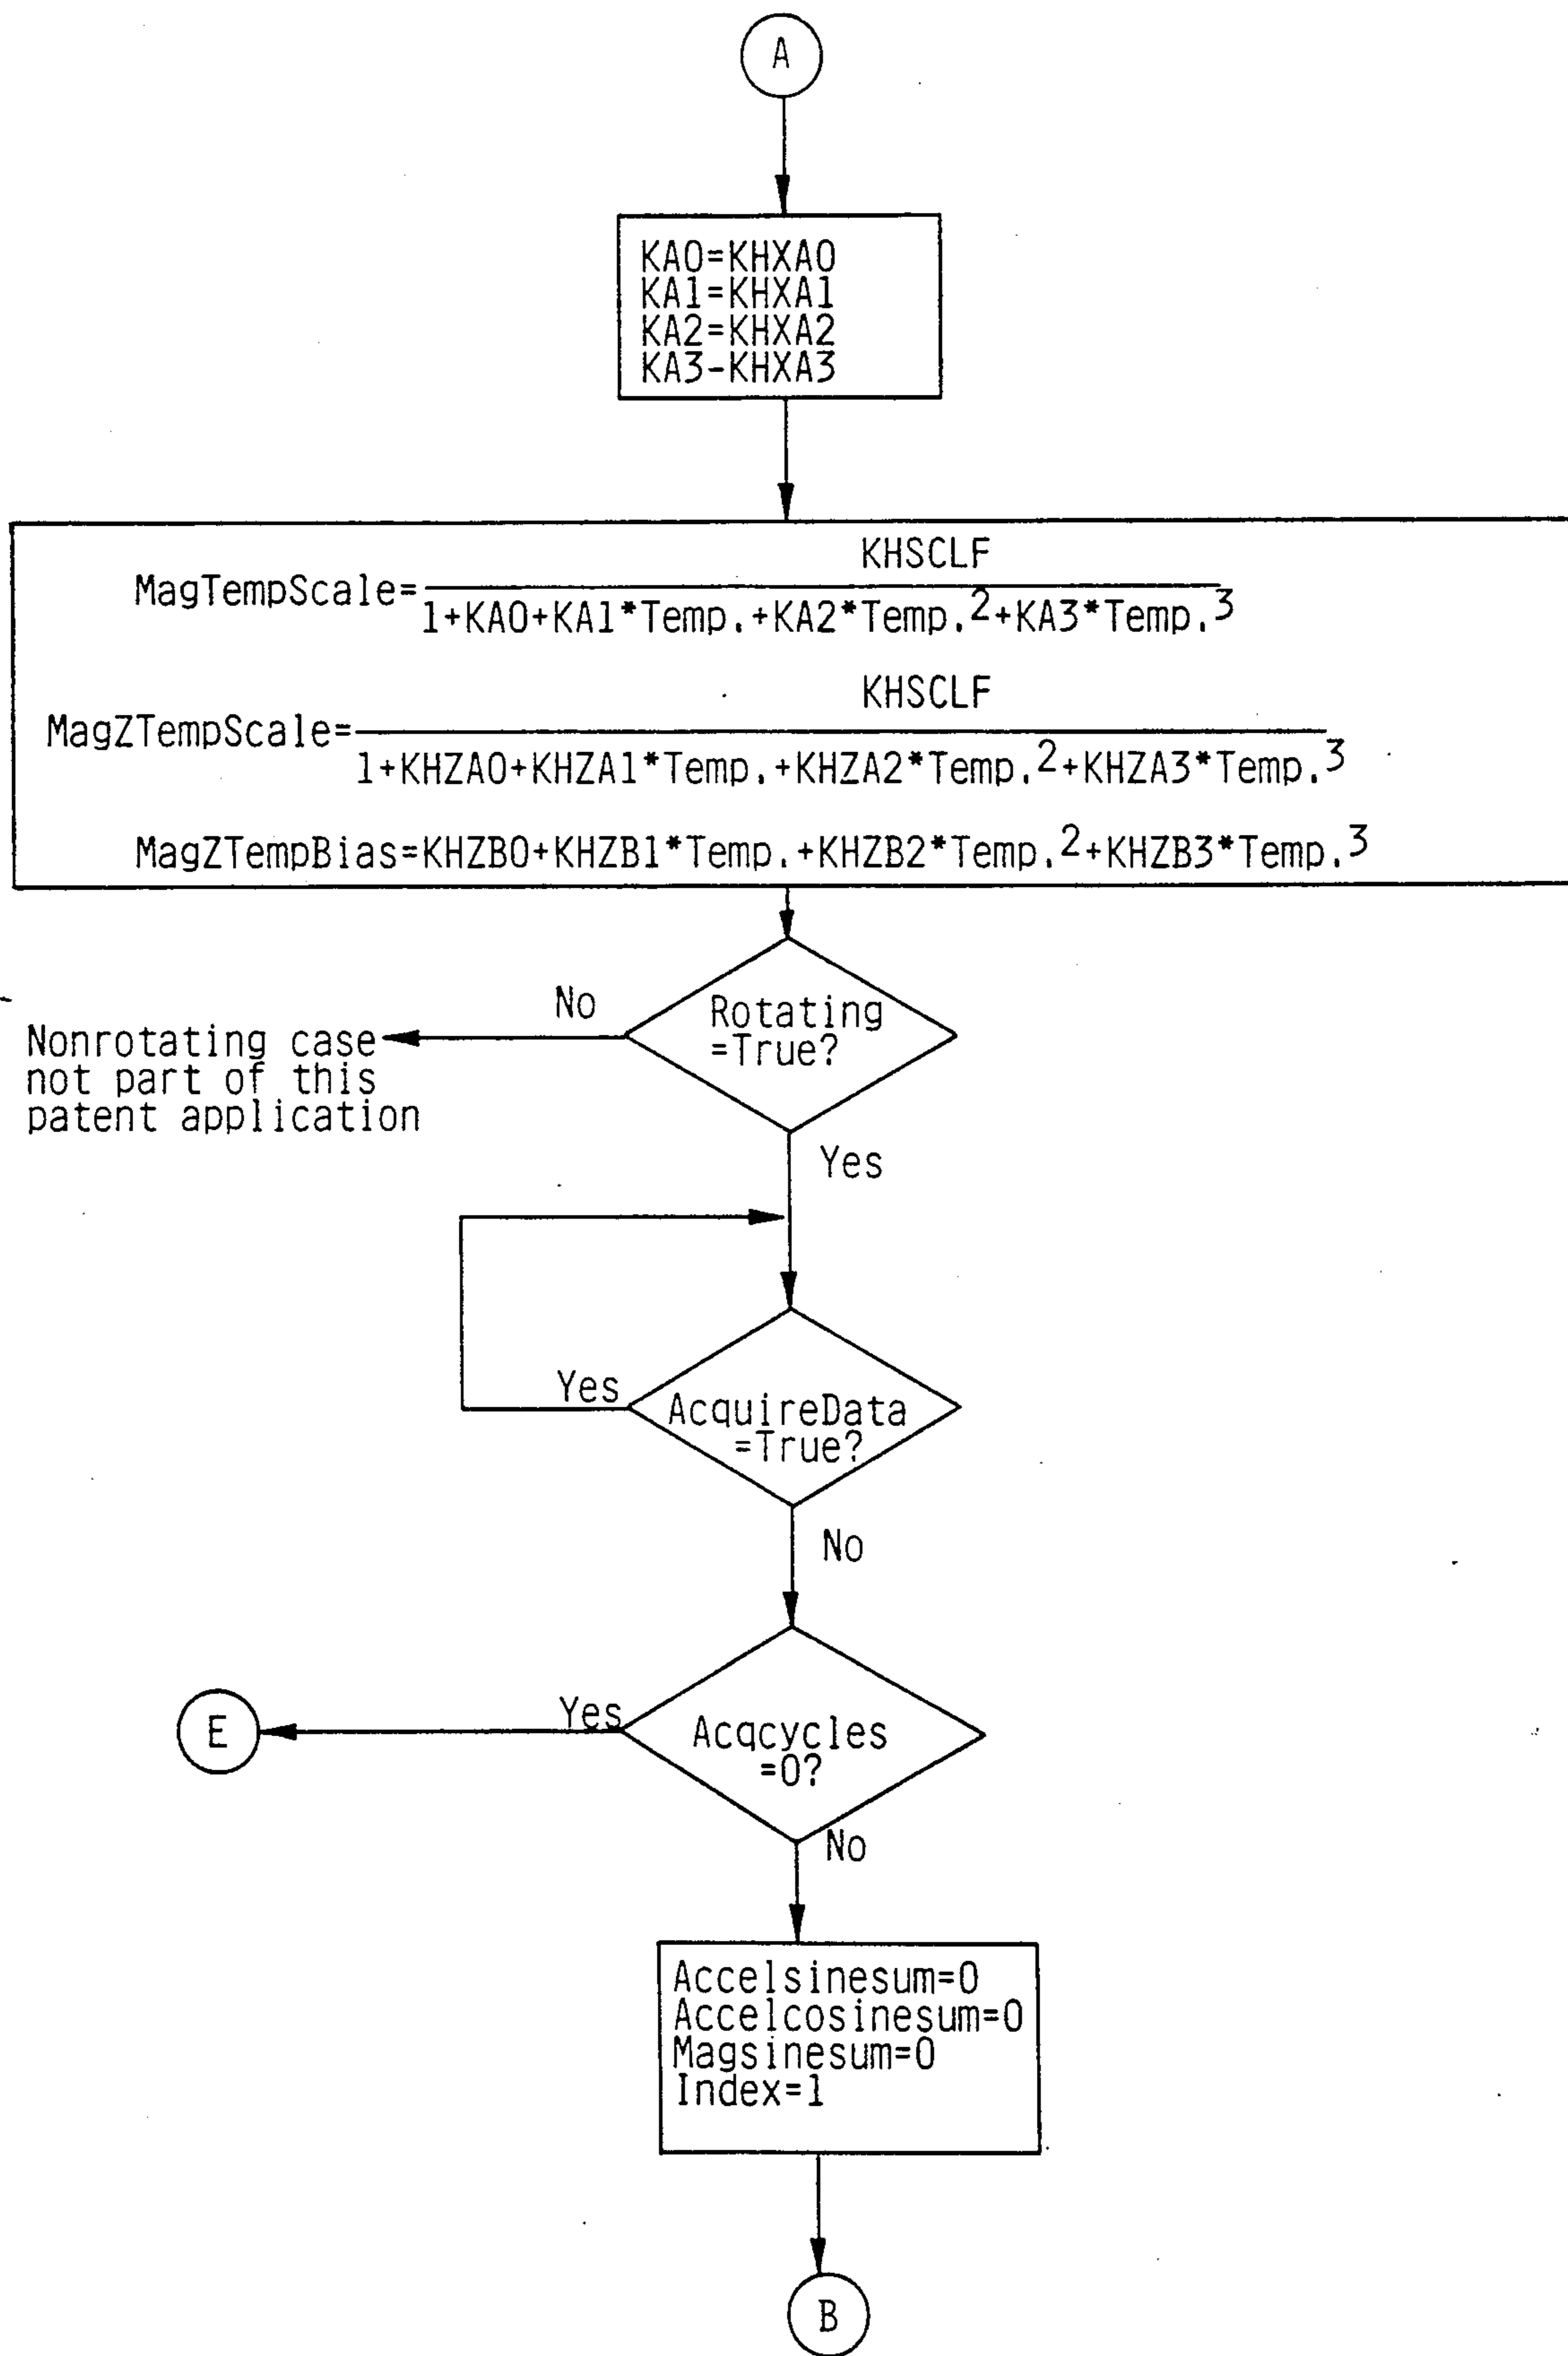 A
KA0=KHXA0
KA1=KHXA1
KA2=KHXA2
KA3-KHXA3
KHSCLF
MagTempScale=
1+KA0+KA1*Temp.+KA2*Temp.2+KA3*Temp.3
KHSCLF
MagZTempScale=
1+KHZA0+KHZA1*Temp.+KHZA2*Temp.2+KHZA3*Temp.3
MagZTempBias=KHZB0+KHZB1*Temp.+KHZB2*Temp.2+KHZB3*Temp.3
No
Rotating
=True?
Nonrotating case
not part of this
patent application
Yes
Yes
AcquireData
=True?
No
E
Yes
Acqcycles
=0?
No
Accelsinesum=0
Accelcosinesum=0
Magsinesum=0
Index=1
B